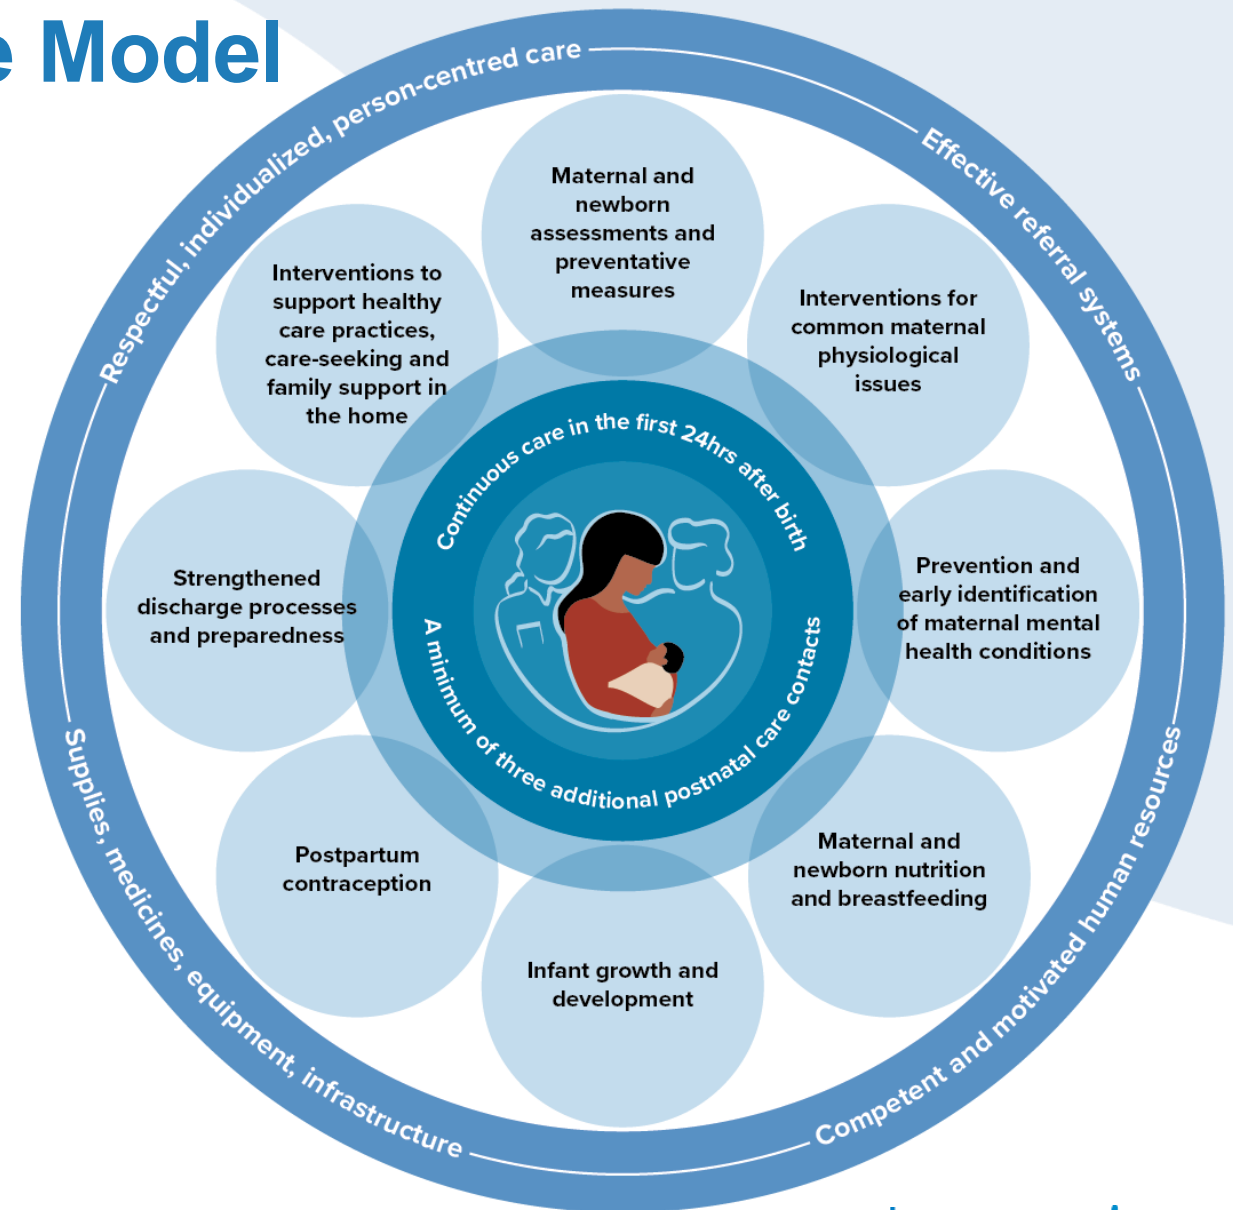 e Model
Respectful, individualized, person-centred care
Effective referral systems
Competent and motivated human resources
Supplies, medicines, equipment, infrastructure
Maternal and
newborn
assessments and
preventative
measures
Interventions for
common maternal
physiological
issues
Prevention and
early identification
of maternal mental
health conditions
Maternal and
newborn nutrition
and breastfeeding
Infant growth and
development
Postpartum
contraception
Strengthened
discharge processes
and preparedness
Interventions to
support healthy
care practices,
care-seeking and
family support in
the home
Continuous care in the first 24hrs after birth
A minimum of three additional postnatal care contacts